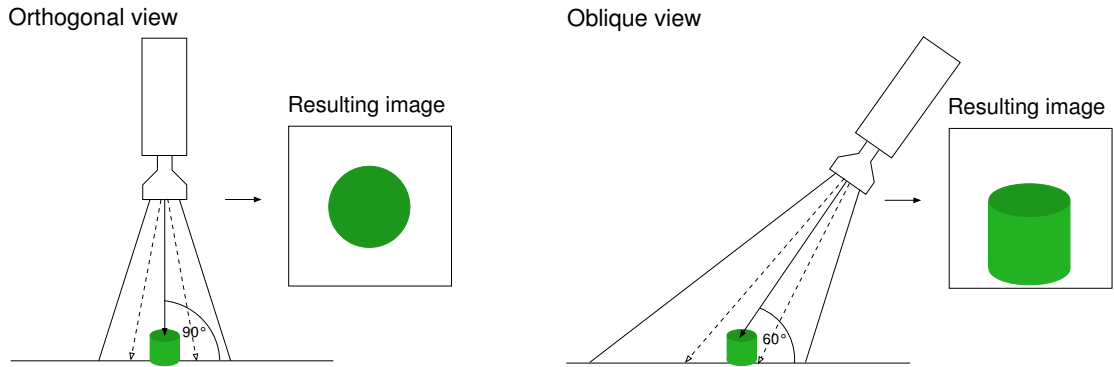 Orthogonal view
Resulting image
90°
Oblique view
Resulting image
60°